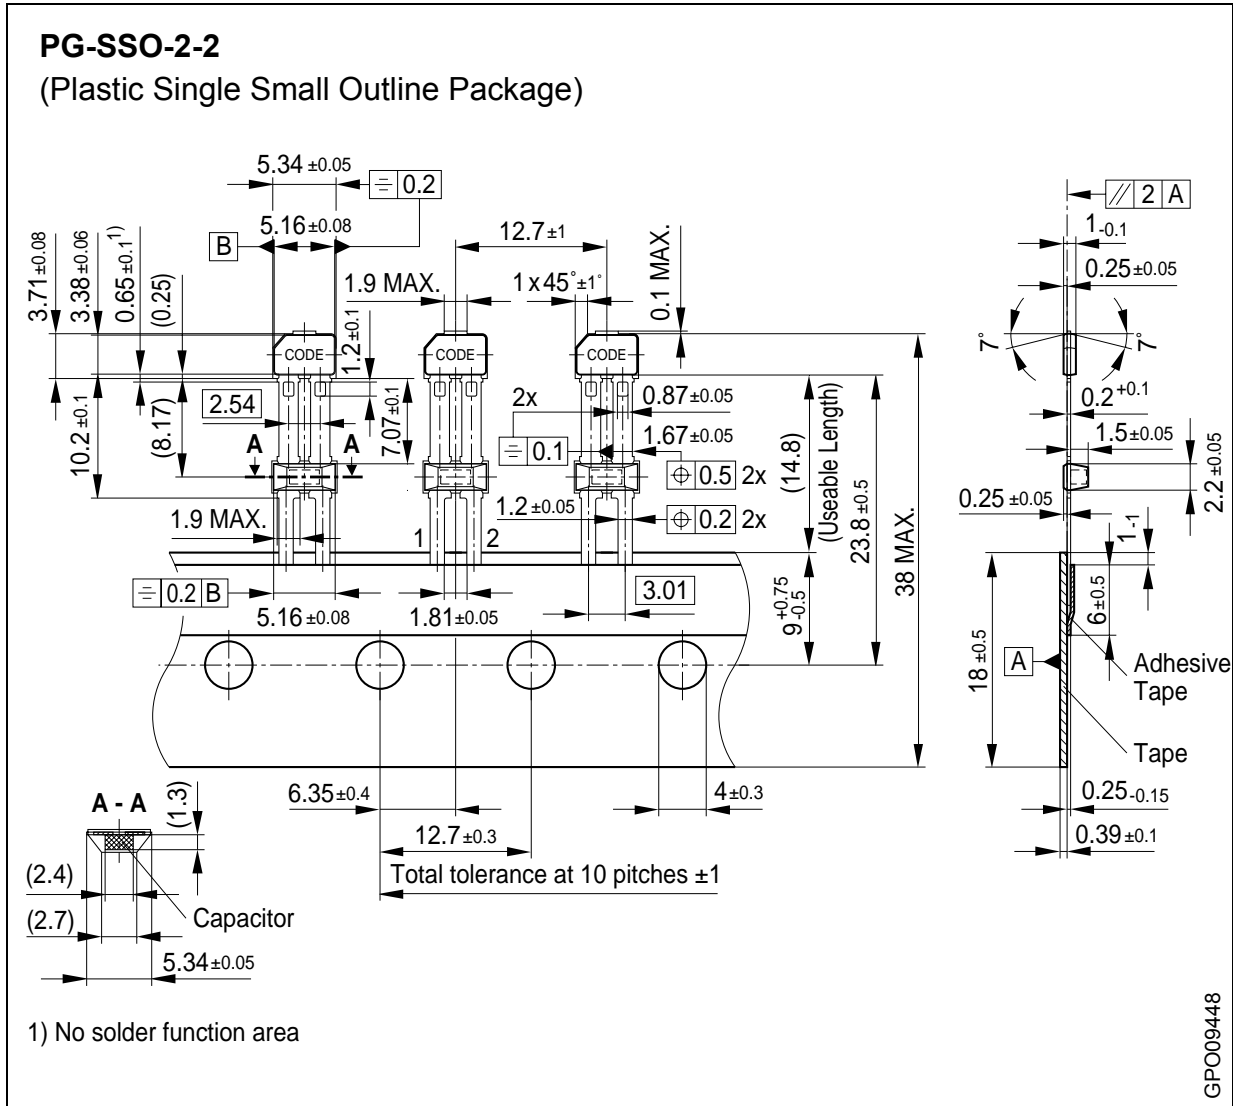 PG-SSO-2-2
(Plastic Single Small Outline Package)
5.34 ±0.05
⌯ 0.2
B
5.16 ±0.08
12.7 ±1
1.9 MAX.
1 x 45° ±1°
0.1 MAX.
3.71 ±0.08
3.38 ±0.06
0.65 ±0.1 1)
(0.25)
1.2 ±0.1
CODE
CODE
CODE
// 2 A
1 -0.1
0.25 ±0.05
7°
7°
0.2 +0.1
1.5 ±0.05
2.2 ±0.05
0.25 ±0.05
10.2 ±0.1
(8.17)
2.54
7.07 ±0.1
A
A
2x
⌯ 0.1
0.87 ±0.05
1.67 ±0.05
⌖ 0.5 2x
1.2 ±0.05
⌖ 0.2 2x
(14.8)
(Useable Length)
23.8 ±0.5
38 MAX.
1.9 MAX.
1
2
⌯ 0.2 B
5.16 ±0.08
1.81 ±0.05
3.01
9 +0.75 -0.5
1 -1
6 ±0.5
18 ±0.5
A
Adhesive
Tape
Tape
0.25 -0.15
0.39 ±0.1
6.35 ±0.4
4 ±0.3
12.7 ±0.3
Total tolerance at 10 pitches ±1
A - A
(1.3)
(2.4)
(2.7)
Capacitor
5.34 ±0.05
1) No solder function area
GPO09448